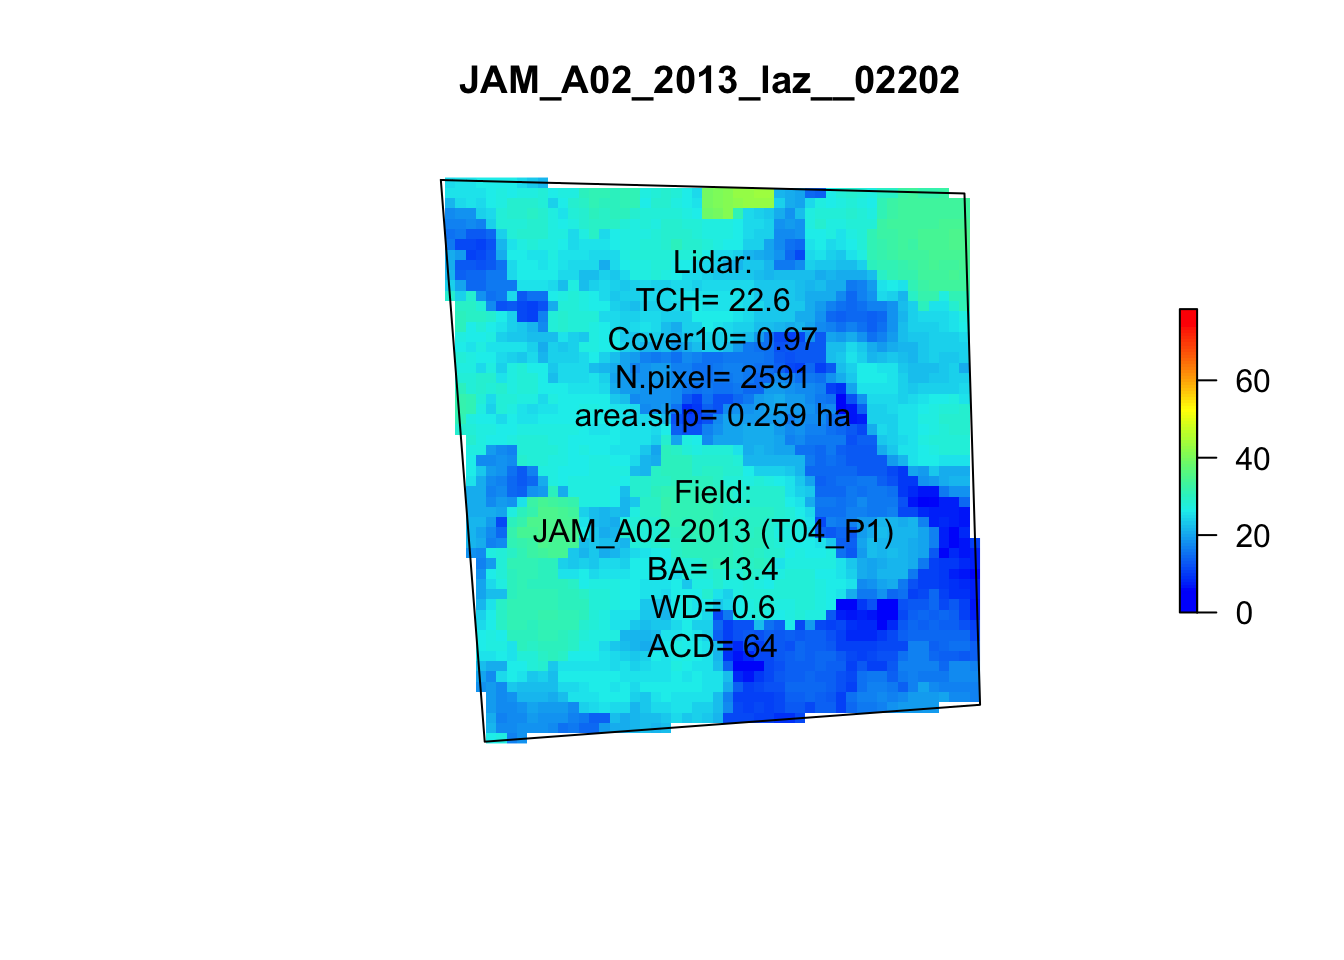 JAM_A02_2013_laz__02202
Lidar:
TCH= 22.6
Cover10= 0.97
N.pixel= 2591
area.shp= 0.259 ha
Field:
JAM_A02 2013 (T04_P1)
BA= 13.4
WD= 0.6
ACD= 64
60
40
20
0